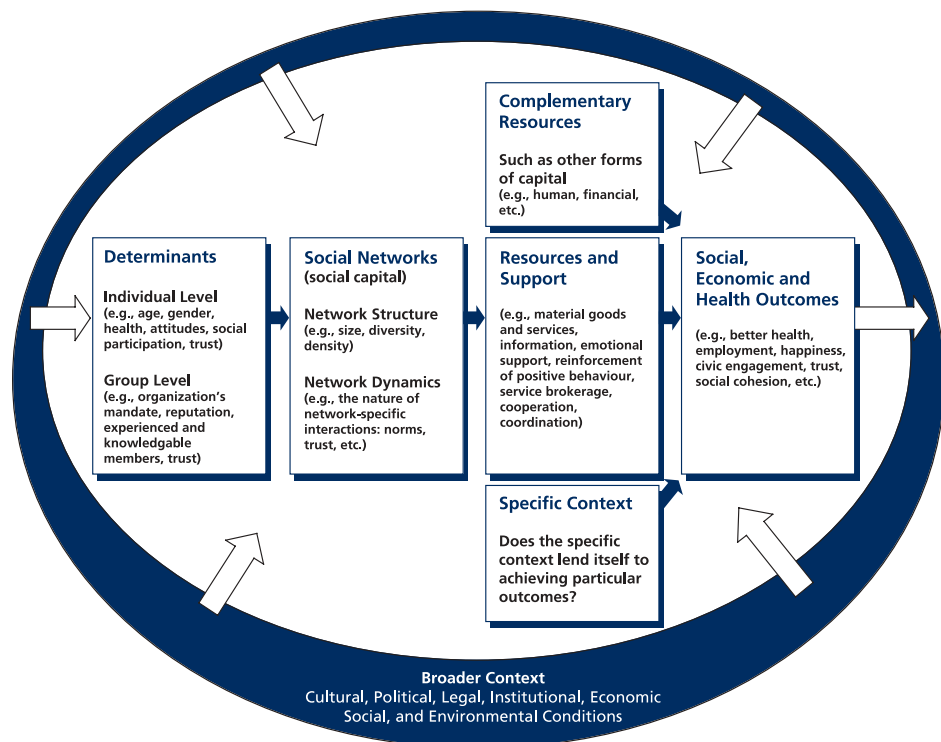 Complementary
Resources
Such as other forms
of capital
(e.g., human, financial,
etc.)
Determinants
Individual Level
(e.g., age, gender,
health, attitudes, social
participation, trust)
Group Level
(e.g., organization's
mandate, reputation,
experienced and
knowledgable
members, trust)
Social Networks
(social capital)
Network Structure
(e.g., size, diversity,
density)
Network Dynamics
(e.g., the nature of
network-specific
interactions: norms,
trust, etc.)
Resources and
Support
(e.g., material goods
and services,
information, emotional
support, reinforcement
of positive behaviour,
service brokerage,
cooperation,
coordination)
Social,
Economic and
Health Outcomes
(e.g., better health,
employment, happiness,
civic engagement, trust,
social cohesion, etc.)
Specific Context
Does the specific
context lend itself to
achieving particular
outcomes?
Broader Context
Cultural, Political, Legal, Institutional, Economic
Social, and Environmental Conditions